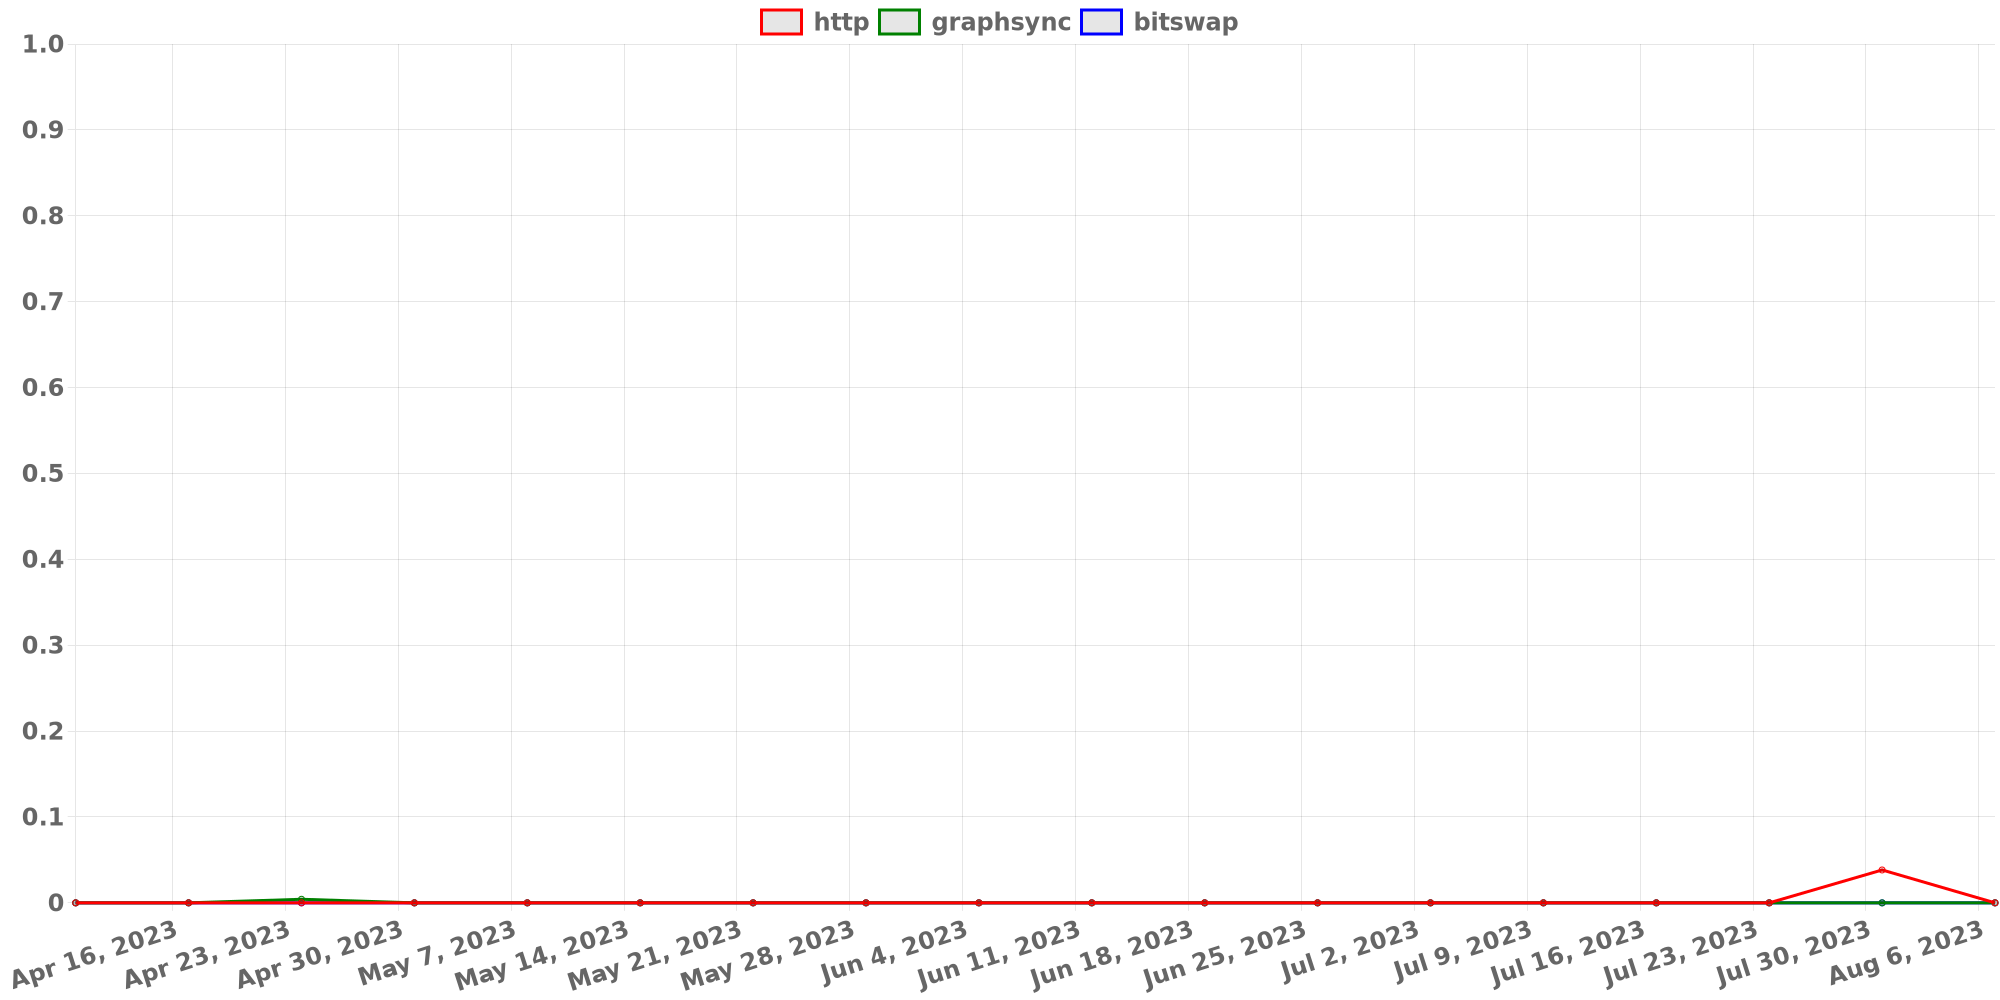 http graphsync bitswap
1.0
0.9
0.8
0.7
0.6
0.5
0.4
0.3
0.2
0.1
0
Apr 16, 2023
Apr 23, 2023
Apr 30, 2023
May 7, 2023
May 14, 2023
May 21, 2023
May 28, 2023
Jun 4, 2023
Jun 11, 2023
Jun 18, 2023
Jun 25, 2023
Jul 2, 2023
Jul 9, 2023
Jul 16, 2023
Jul 23, 2023
Jul 30, 2023
Aug 6, 2023